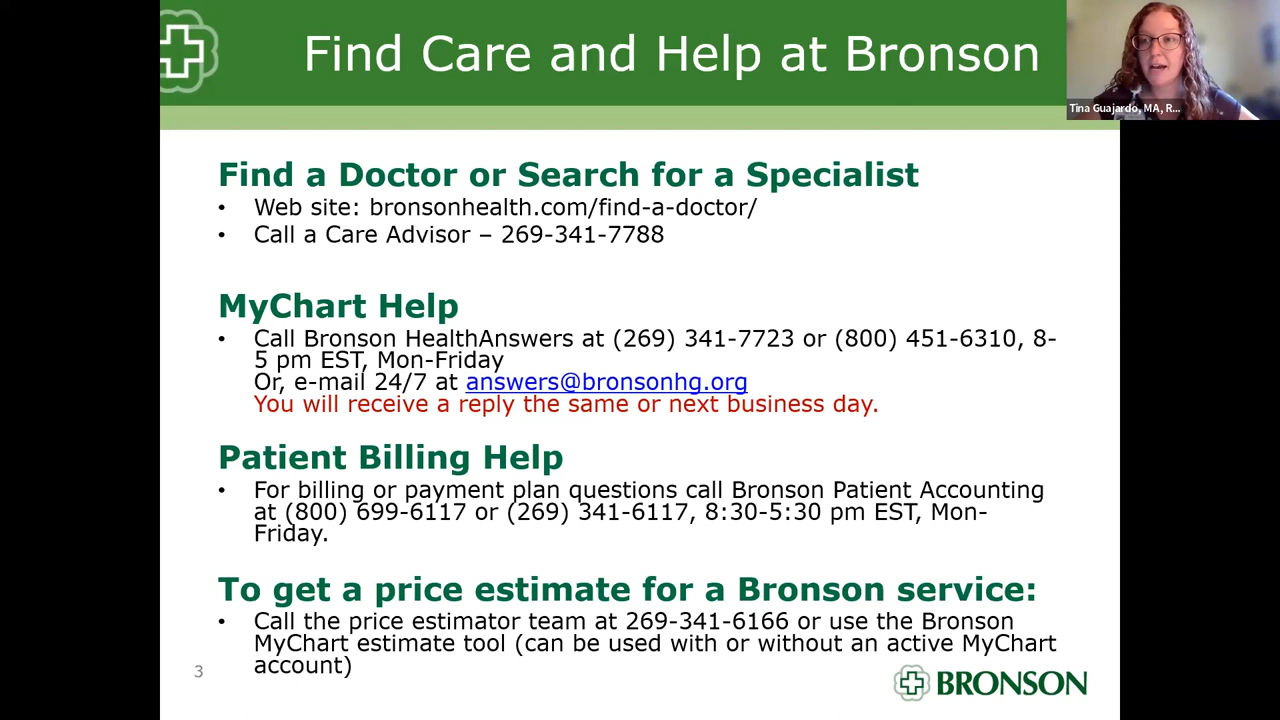 Find Care and Help at Bronson
Tina Guajardo, MA, R...
Find a Doctor or Search for a Specialist
• Web site: bronsonhealth.com/find-a-doctor/
• Call a Care Advisor – 269-341-7788
MyChart Help
• Call Bronson HealthAnswers at (269) 341-7723 or (800) 451-6310, 8-
5 pm EST, Mon-Friday
Or, e-mail 24/7 at answers@bronsonhg.org
You will receive a reply the same or next business day.
Patient Billing Help
• For billing or payment plan questions call Bronson Patient Accounting
at (800) 699-6117 or (269) 341-6117, 8:30-5:30 pm EST, Mon-
Friday.
To get a price estimate for a Bronson service:
• Call the price estimator team at 269-341-6166 or use the Bronson
MyChart estimate tool (can be used with or without an active MyChart
account)
3
BRONSON